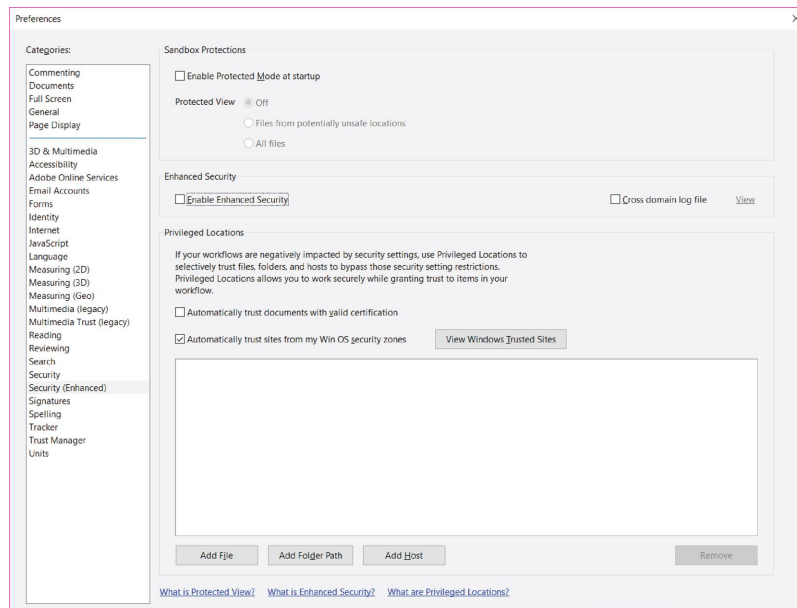 Preferences
Categories:
Commenting
Documents
Full Screen
General
Page Display
3D & Multimedia
Accessibility
Adobe Online Services
Email Accounts
Forms
Identity
Internet
JavaScript
Language
Measuring (2D)
Measuring (3D)
Measuring (Geo)
Multimedia (legacy)
Multimedia Trust (legacy)
Reading
Reviewing
Search
Security
Security (Enhanced)
Signatures
Spelling
Tracker
Trust Manager
Units
Sandbox Protections
Enable Protected Mode at startup
Protected View Off
Files from potentially unsafe locations
All files
Enhanced Security
Enable Enhanced Security Cross domain log file View
Privileged Locations
If your workflows are negatively impacted by security settings, use Privileged Locations to
selectively trust files, folders, and hosts to bypass those security setting restrictions.
Privileged Locations allows you to work securely while granting trust to items in your
workflow.
Automatically trust documents with valid certification
Automatically trust sites from my Win OS security zones View Windows Trusted Sites
Add File Add Folder Path Add Host Remove
What is Protected View? What is Enhanced Security? What are Privileged Locations?